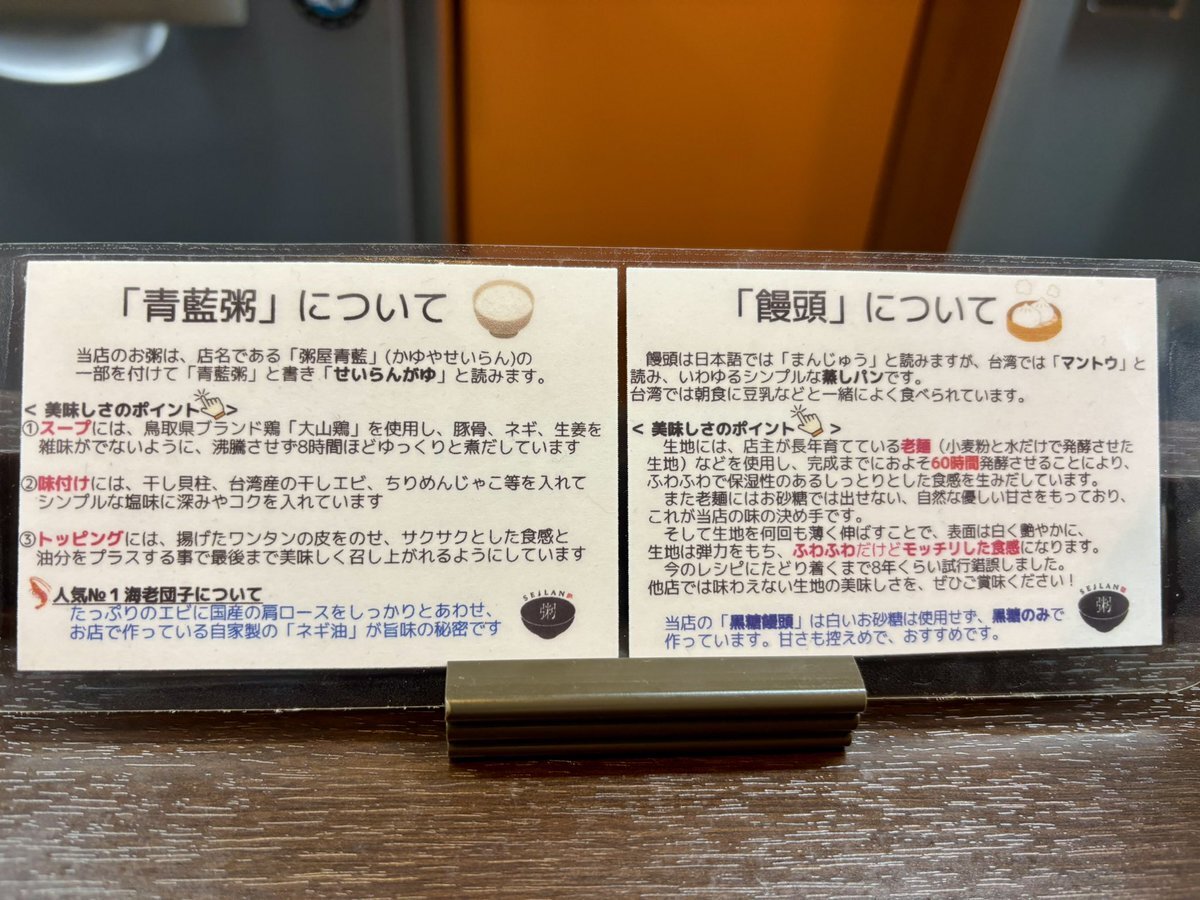 「青藍粥」について
当店のお粥は、店名である「粥屋青藍」(かゆやせいらん)の
一部を付けて「青藍粥」と書き「せいらんがゆ」と読みます。
< 美味しさのポイント >
①スープには、鳥取県ブランド鶏「大山鶏」を使用し、豚骨、ネギ、生姜を
雑味がでないように、沸騰させず8時間ほどゆっくりと煮だしています
②味付けには、干し貝柱、台湾産の干しエビ、ちりめんじゃこ等を入れて
シンプルな塩味に深みやコクを入れています
③トッピングには、揚げたワンタンの皮をのせ、サクサクとした食感と
油分をプラスする事で最後まで美味しく召し上がれるようにしています
人気№1海老団子について
たっぷりのエビに国産の肩ロースをしっかりとあわせ、
お店で作っている自家製の「ネギ油」が旨味の秘密です
SEILAN
粥
「饅頭」について
饅頭は日本語では「まんじゅう」と読みますが、台湾では「マントウ」と
読み、いわゆるシンプルな蒸しパンです。
台湾では朝食に豆乳などと一緒によく食べられています。
< 美味しさのポイント >
生地には、店主が長年育てている老麺（小麦粉と水だけで発酵させた
生地）などを使用し、完成までにおよそ60時間発酵させることにより、
ふわふわで保湿性のあるしっとりとした食感を生みだしています。
また老麺にはお砂糖では出せない、自然な優しい甘さをもっており、
これが当店の味の決め手です。
そして生地を何回も薄く伸ばすことで、表面は白く艶やかに、
生地は弾力をもち、ふわふわだけどモッチリした食感になります。
今のレシピにたどり着くまで8年くらい試行錯誤しました。
他店では味わえない生地の美味しさを、ぜひご賞味ください！
当店の「黒糖饅頭」は白いお砂糖は使用せず、黒糖のみで
作っています。甘さも控えめで、おすすめです。
SEILAN
粥